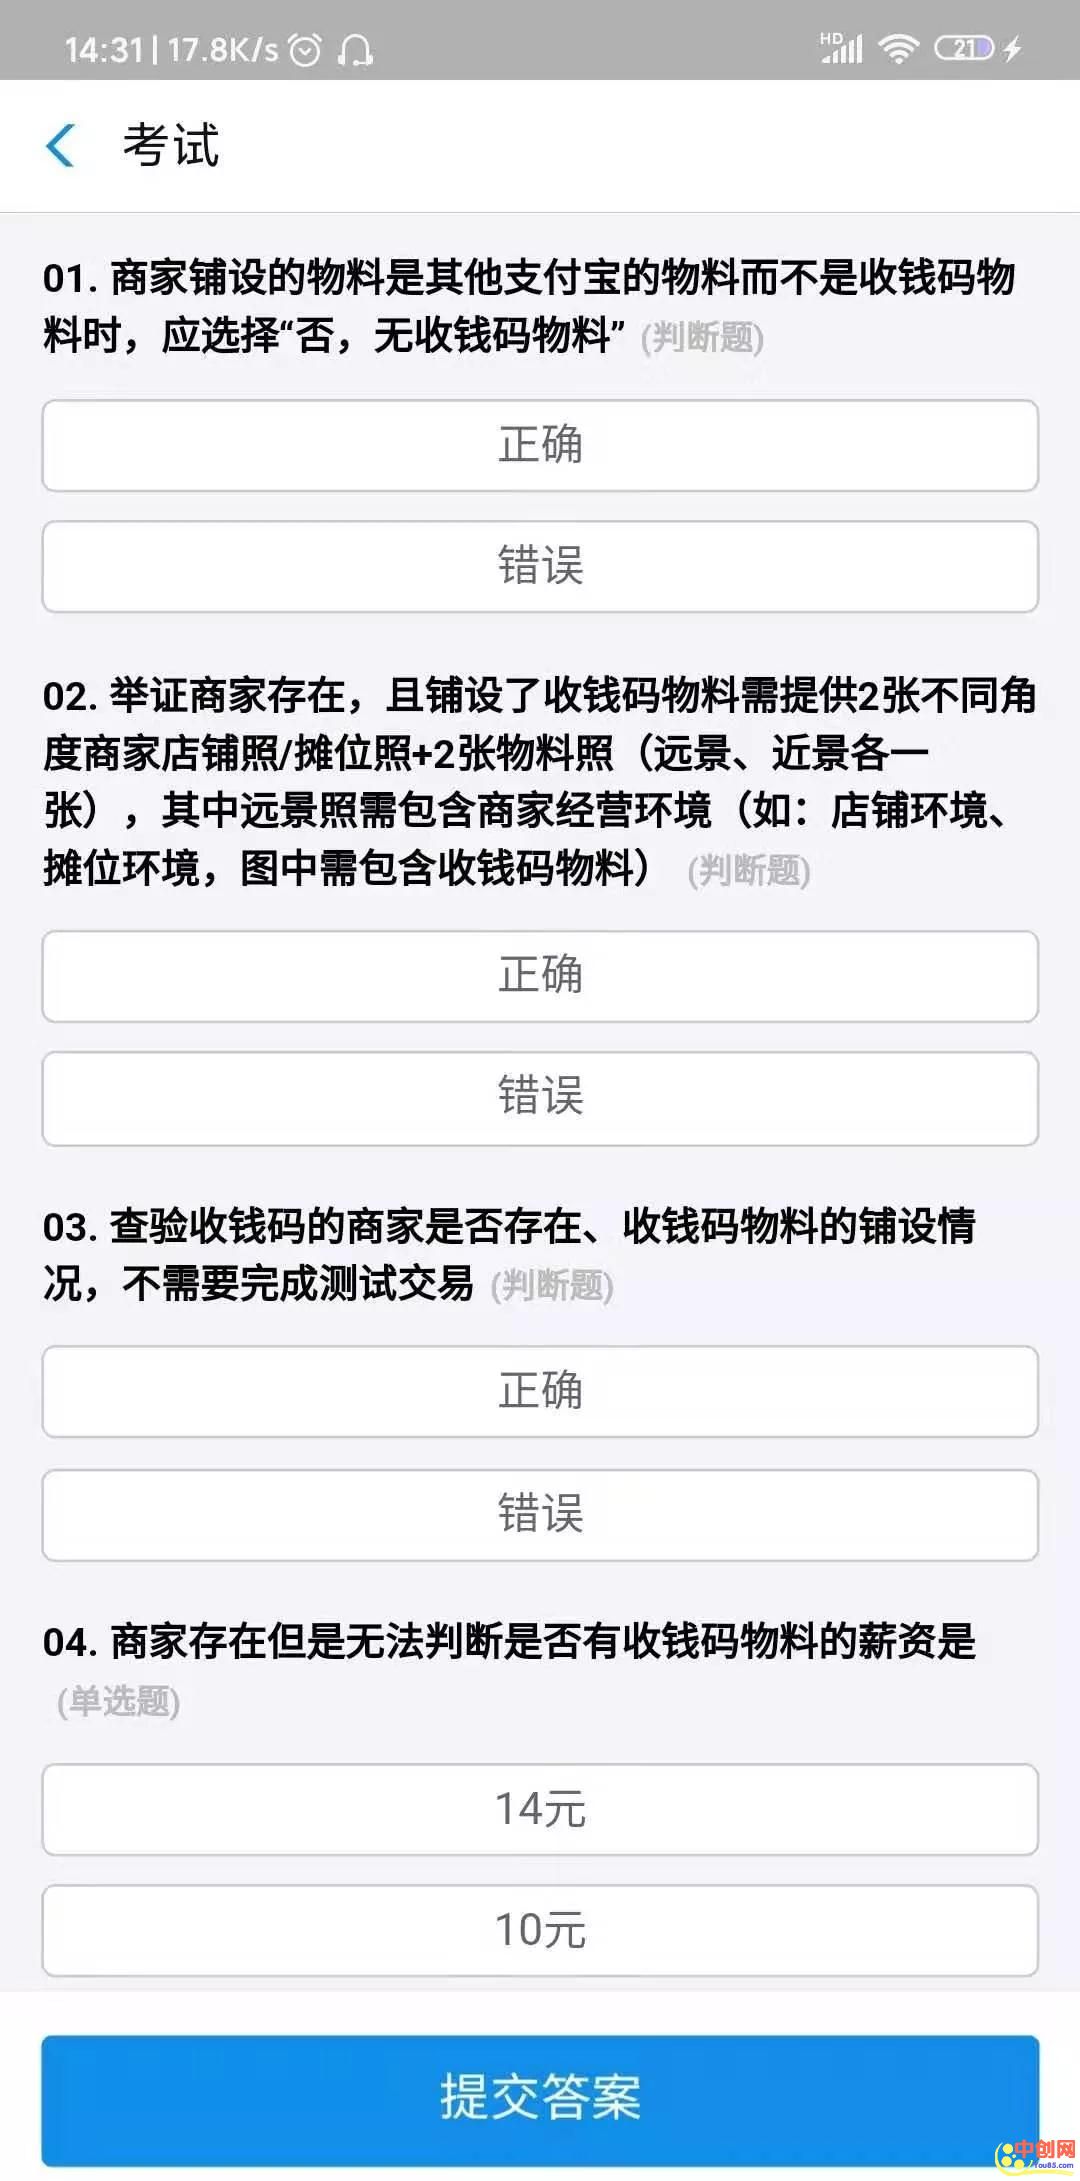 14:31 | 17.8K/s HD 21
考试
01. 商家铺设的物料是其他支付宝的物料而不是收钱码物
料时，应选择“否，无收钱码物料” (判断题)
正确
错误
02. 举证商家存在，且铺设了收钱码物料需提供2张不同角
度商家店铺照/摊位照+2张物料照（远景、近景各一
张），其中远景照需包含商家经营环境（如：店铺环境、
摊位环境，图中需包含收钱码物料） (判断题)
正确
错误
03. 查验收钱码的商家是否存在、收钱码物料的铺设情
况，不需要完成测试交易 (判断题)
正确
错误
04. 商家存在但是无法判断是否有收钱码物料的薪资是
(单选题)
14元
10元
提交答案
中创网
You85.com